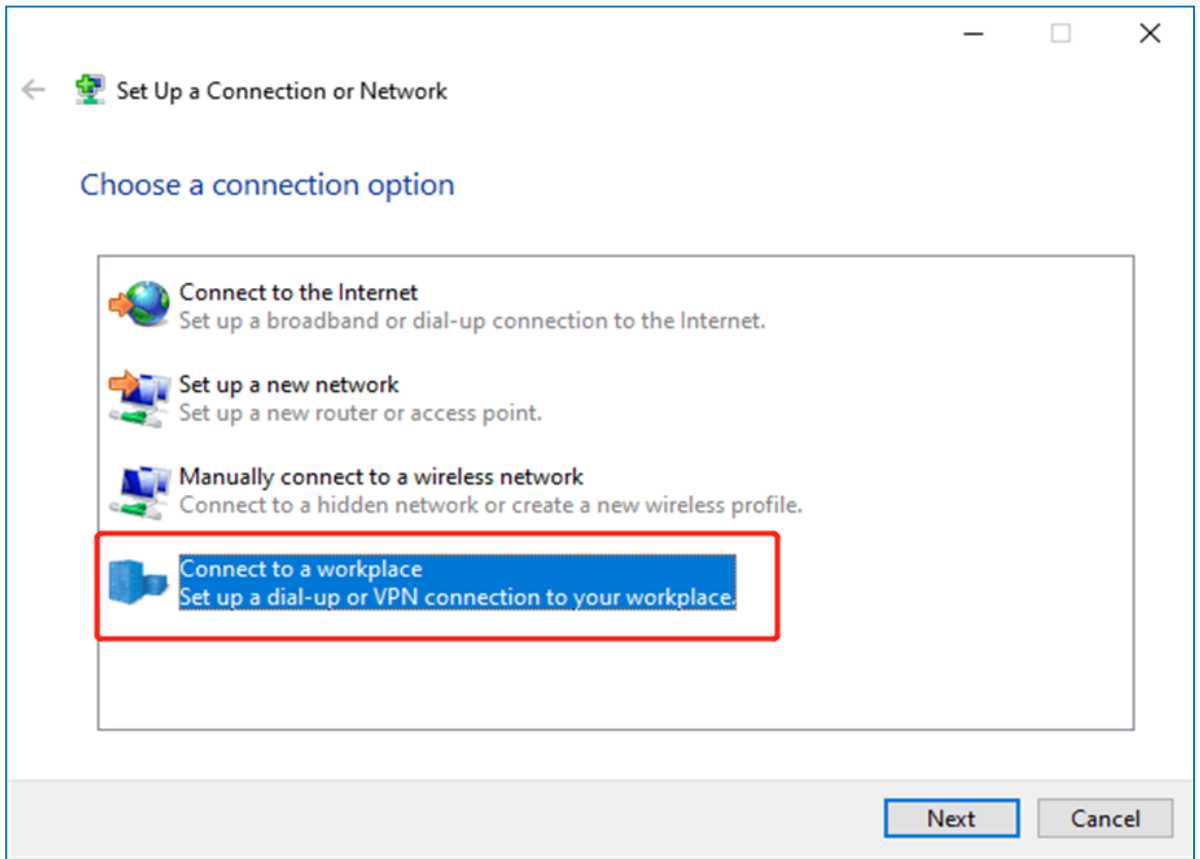 Set Up a Connection or Network
Choose a connection option
Connect to the Internet
Set up a broadband or dial-up connection to the Internet.
Set up a new network
Set up a new router or access point.
Manually connect to a wireless network
Connect to a hidden network or create a new wireless profile.
Connect to a workplace
Set up a dial-up or VPN connection to your workplace.
Next
Cancel